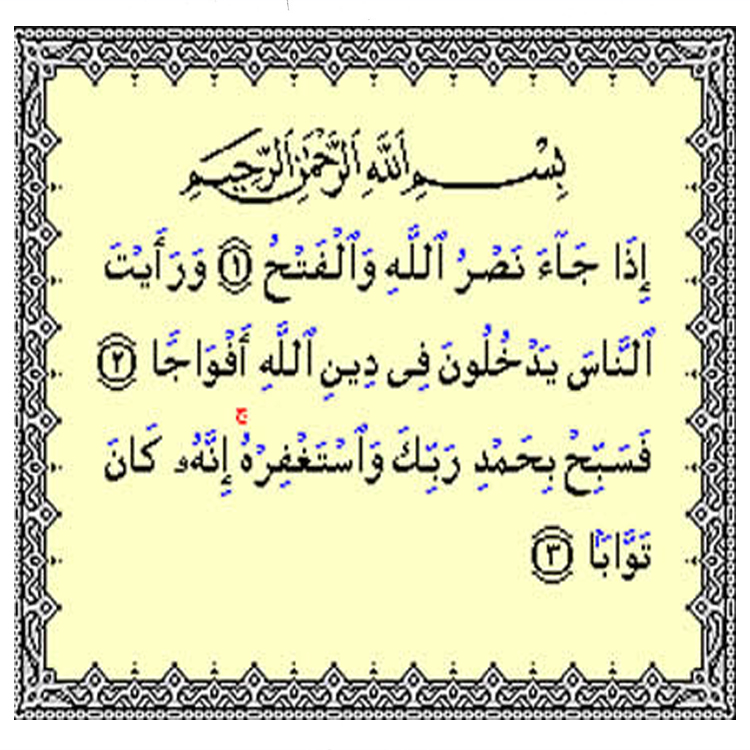 بِسْمِ ٱللَّهِ ٱلرَّحْمَٰنِ ٱلرَّحِيمِ
إِذَا جَآءَ نَصْرُ ٱللَّهِ وَٱلْفَتْحُ ١ وَرَأَيْتَ
ٱلنَّاسَ يَدْخُلُونَ فِى دِينِ ٱللَّهِ أَفْوَاجًا ٢
فَسَبِّحْ بِحَمْدِ رَبِّكَ وَٱسْتَغْفِرْهُ ۚ إِنَّهُۥ كَانَ
تَوَّابًۢا ٣